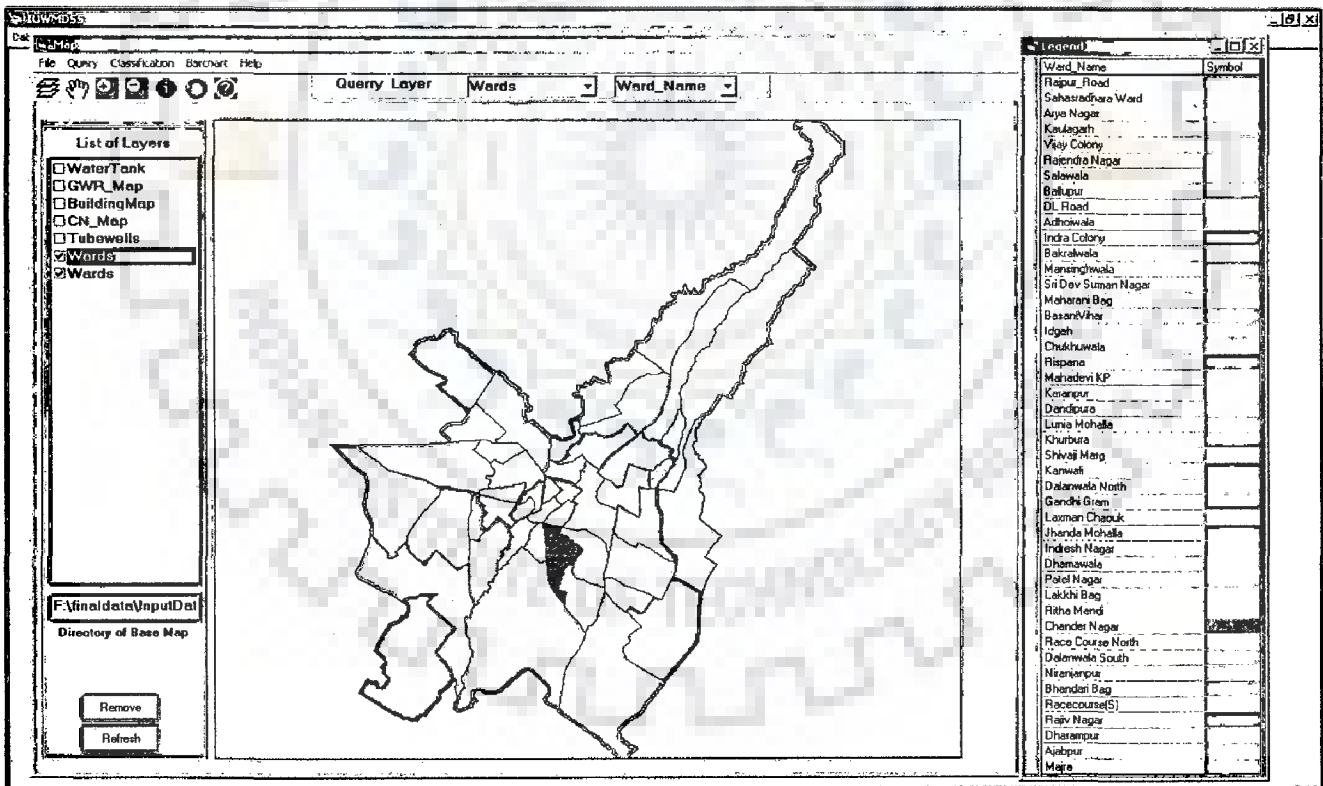 IUWMDSS
Map
File Query Classification Barchart Help
Querry Layer Wards Ward_Name
List of Layers
WaterTank
GWR_Map
BuildingMap
CN_Map
Tubewells
Wards
Wards
F:\finaldata\InputDat
Directory of Base Map
Remove
Refresh
Legend
Ward_Name Symbol
Rajpur_Road
Sahasradhara Ward
Arya Nagar
Kaulagarh
Vijay Colony
Rajendra Nagar
Salawala
Ballupur
DL Road
Adhoiwala
Indra Colony
Bakralwala
Mansinghwala
Sri Dev Suman Nagar
Maharani Bag
BasantVihar
Idgah
Chukhuwala
Rispana
Mahadevi KP
Karanpur
Dandipura
Lunia Mohalla
Khurbura
Shivaji Marg
Kanwali
Dalanwala North
Gandhi Gram
Laxman Chaouk
Jhanda Mohalla
Indresh Nagar
Dhamawala
Patel Nagar
Lakkhi Bag
Ritha Mandi
Chander Nagar
Race Course North
Dalanwala South
Niranjanpur
Bhandari Bag
Racecourse(S)
Rajiv Nagar
Dharampur
Ajabpur
Majra